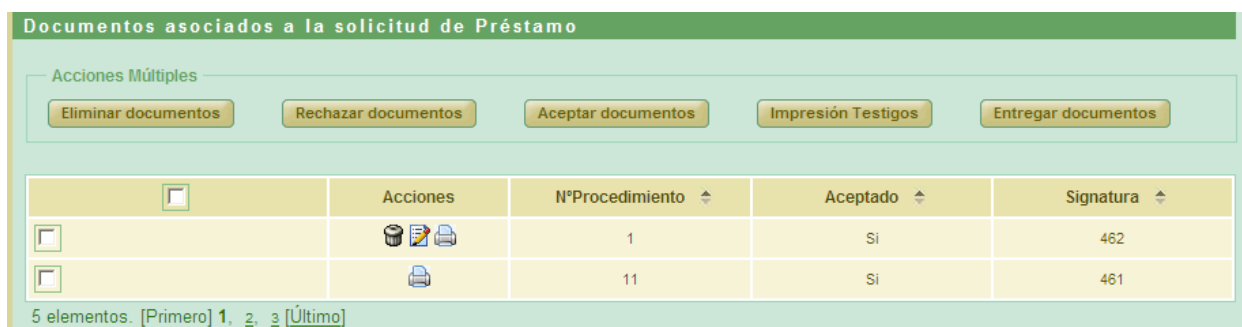 Documentos asociados a la solicitud de Préstamo
Acciones Múltiples
Eliminar documentos Rechazar documentos Aceptar documentos Impresión Testigos Entregar documentos
Acciones NºProcedimiento Aceptado Signatura
1 Si 462
11 Si 461
5 elementos. [Primero] 1, 2, 3 [Último]